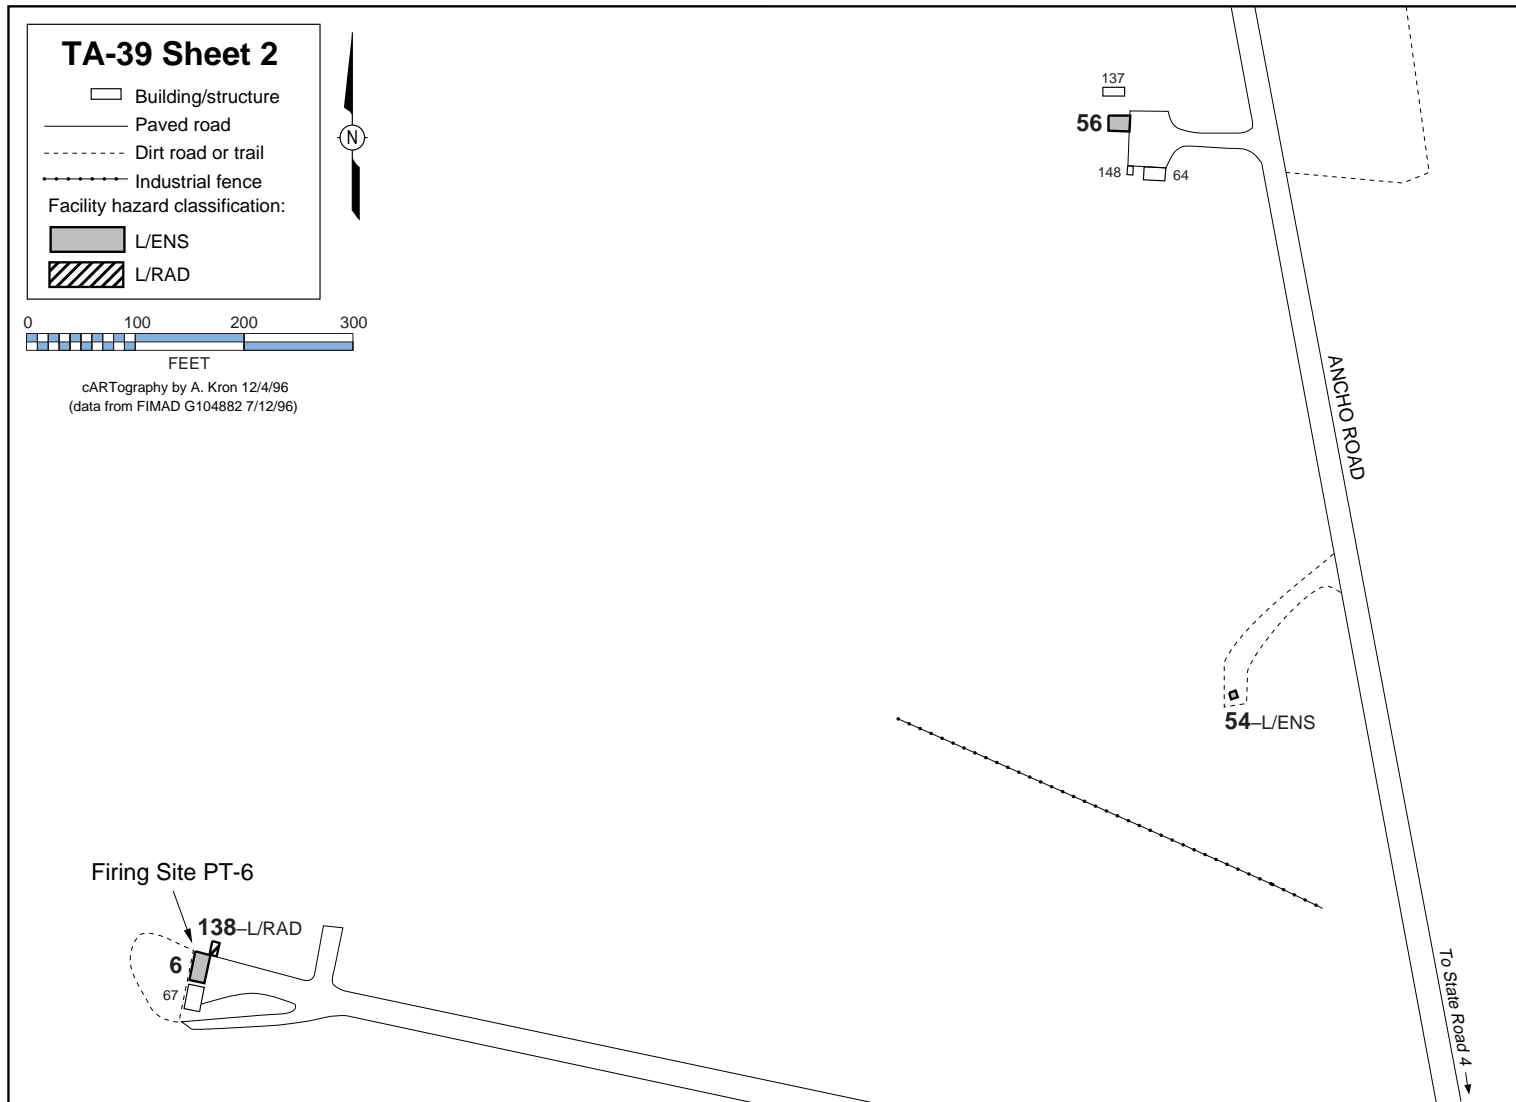 TA-39 Sheet 2
Building/structure
Paved road
Dirt road or trail
Industrial fence
Facility hazard classification:
L/ENS
L/RAD
N
0 100 200 300
FEET
cARTography by A. Kron 12/4/96
(data from FIMAD G104882 7/12/96)
137
56
148
64
ANCHO ROAD
54–L/ENS
Firing Site PT-6
138–L/RAD
6
67
To State Road 4